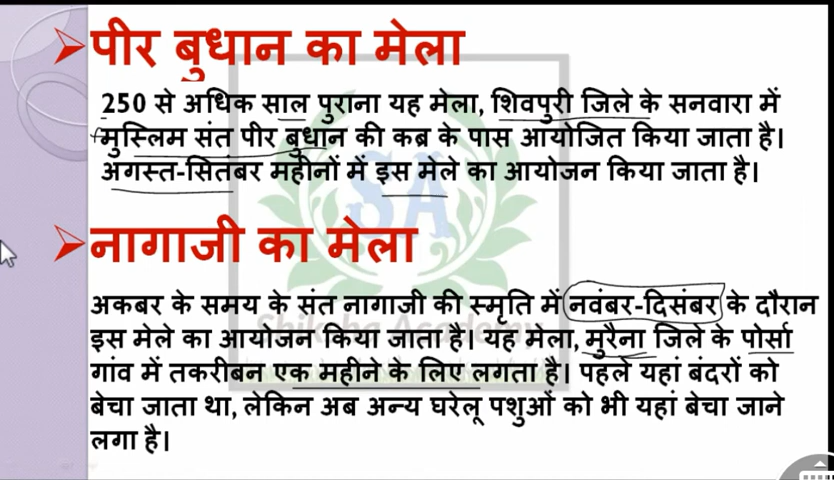 पीर बुधान का मेला
250 से अधिक साल पुराना यह मेला, शिवपुरी जिले के सनवारा में
मुस्लिम संत पीर बुधान की कब्र के पास आयोजित किया जाता है।
अगस्त-सितंबर महीनों में इस मेले का आयोजन किया जाता है।
नागाजी का मेला
अकबर के समय के संत नागाजी की स्मृति में नवंबर-दिसंबर के दौरान
इस मेले का आयोजन किया जाता है। यह मेला, मुरैना जिले के पोर्सा
गांव में तकरीबन एक महीने के लिए लगता है। पहले यहां बंदरों को
बेचा जाता था, लेकिन अब अन्य घरेलू पशुओं को भी यहां बेचा जाने
लगा है।
SA